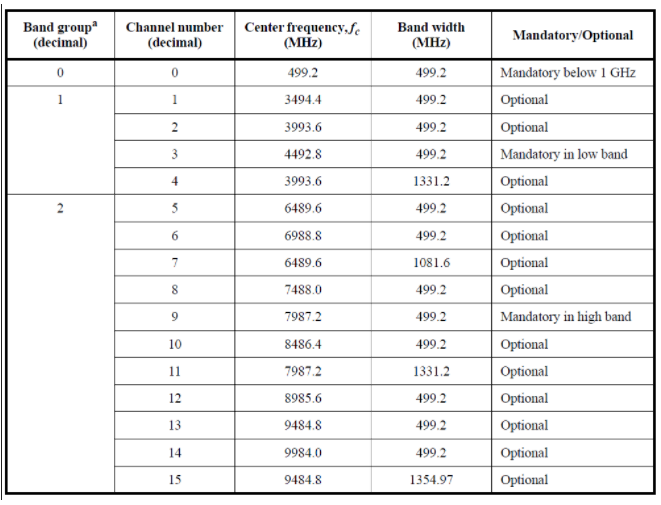 Band groupᵃ (decimal) Channel number (decimal) Center frequency, fc (MHz) Band width (MHz) Mandatory/Optional
0 0 499.2 499.2 Mandatory below 1 GHz
1 1 3494.4 499.2 Optional
2 3993.6 499.2 Optional
3 4492.8 499.2 Mandatory in low band
4 3993.6 1331.2 Optional
2 5 6489.6 499.2 Optional
6 6988.8 499.2 Optional
7 6489.6 1081.6 Optional
8 7488.0 499.2 Optional
9 7987.2 499.2 Mandatory in high band
10 8486.4 499.2 Optional
11 7987.2 1331.2 Optional
12 8985.6 499.2 Optional
13 9484.8 499.2 Optional
14 9984.0 499.2 Optional
15 9484.8 1354.97 Optional